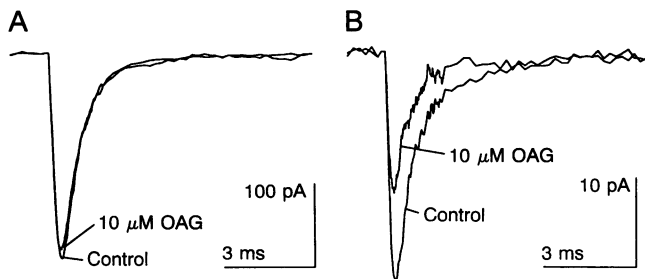 A
10 µM OAG
Control
100 pA
3 ms
B
10 µM OAG
Control
10 pA
3 ms